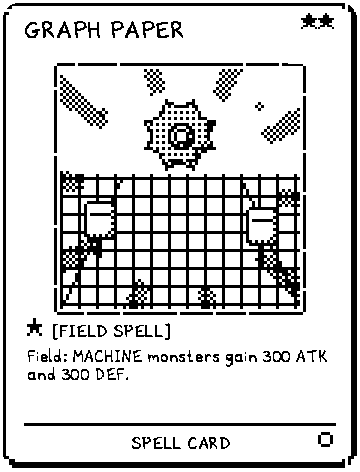 GRAPH PAPER
[FIELD SPELL]
Field: MACHINE monsters gain 300 ATK
and 300 DEF.
SPELL CARD